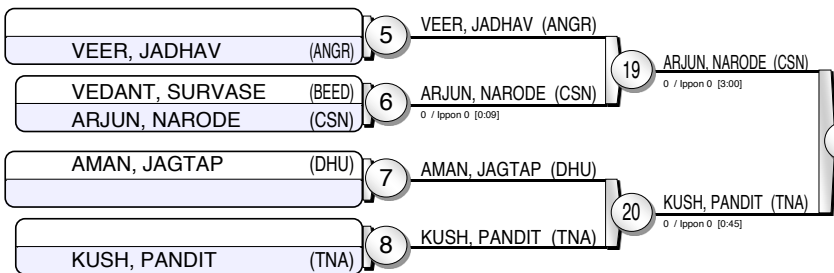 VEER, JADHAV (ANGR)
5
VEER, JADHAV (ANGR)
VEDANT, SURVASE (BEED)
ARJUN, NARODE (CSN)
6
ARJUN, NARODE (CSN)
0 / Ippon 0 [0:09]
19
ARJUN, NARODE (CSN)
0 / Ippon 0 [3:00]
AMAN, JAGTAP (DHU)
7
AMAN, JAGTAP (DHU)
KUSH, PANDIT (TNA)
8
KUSH, PANDIT (TNA)
20
KUSH, PANDIT (TNA)
0 / Ippon 0 [0:45]